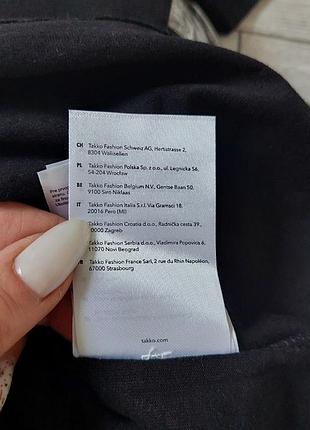 CH Takko Fashion Schweiz AG, Hertistrasse 2,
8304 Wallisellen
PL Takko Fashion Polska Sp. z o.o., ul. Legnicka 56,
54-204 Wrocław
BE Takko Fashion Belgium N.V., Gentse Baan 50,
9100 Sint-Niklaas
IT Takko Fashion Italia S.r.l. Via Gramsci 18,
20016 Pero (MI)
Takko Fashion Croatia d.o.o., Radnička cesta 39,
10000 Zagreb
Takko Fashion Serbia d.o.o., Vladimira Popovića 6,
11070 Novi Beograd
Takko Fashion France Sarl, 2 rue du Rhin Napoléon,
67000 Strasbourg
takko.com